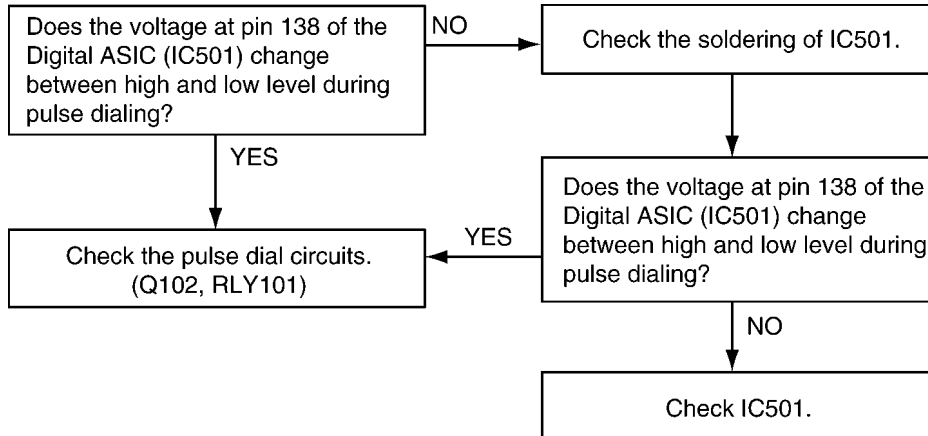 Does the voltage at pin 138 of the
Digital ASIC (IC501) change
between high and low level during
pulse dialing?
NO
Check the soldering of IC501.
YES
Does the voltage at pin 138 of the
Digital ASIC (IC501) change
between high and low level during
pulse dialing?
YES
Check the pulse dial circuits.
(Q102, RLY101)
NO
Check IC501.